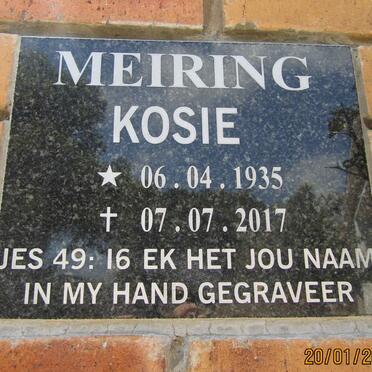 MEIRING
KOSIE
★ 06.04.1935
✝ 07.07.2017
JES 49: 16 EK HET JOU NAAM
IN MY HAND GEGRAVEER
20/01/2